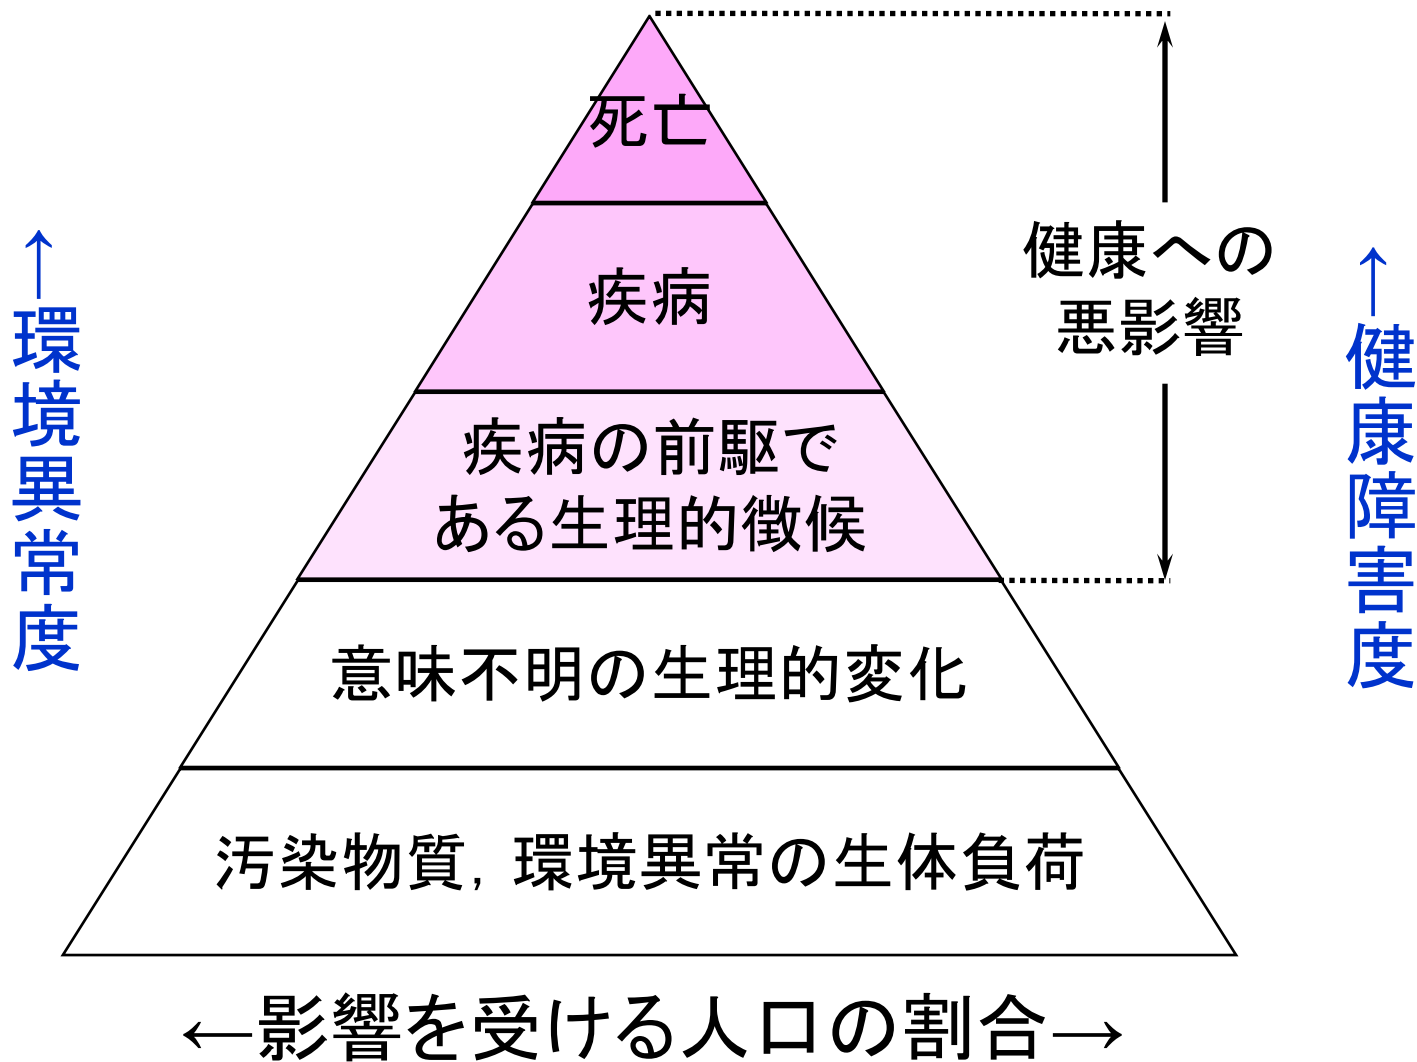 死亡
疾病
疾病の前駆で
ある生理的徴候
意味不明の生理的変化
汚染物質，環境異常の生体負荷
健康への
悪影響
↑環境異常度
↑健康障害度
←影響を受ける人口の割合→